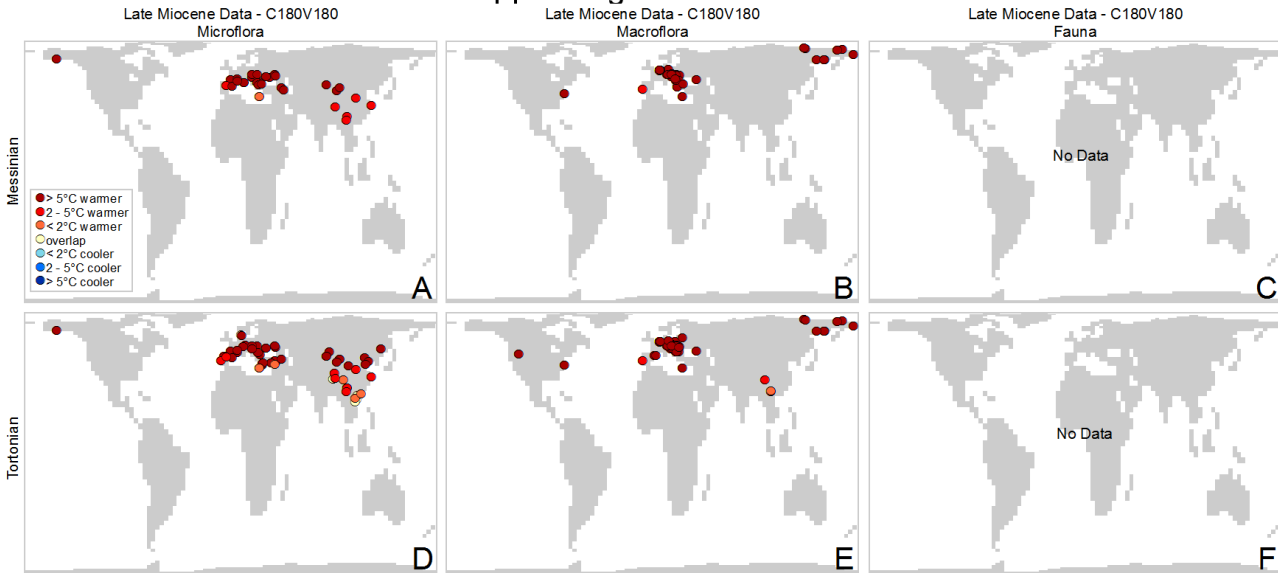 Late Miocene Data - C180V180
Microflora
Late Miocene Data - C180V180
Macroflora
Late Miocene Data - C180V180
Fauna
Messinian
> 5°C warmer
2 - 5°C warmer
< 2°C warmer
overlap
< 2°C cooler
2 - 5°C cooler
> 5°C cooler
A
B
No Data
C
Tortonian
D
E
No Data
F